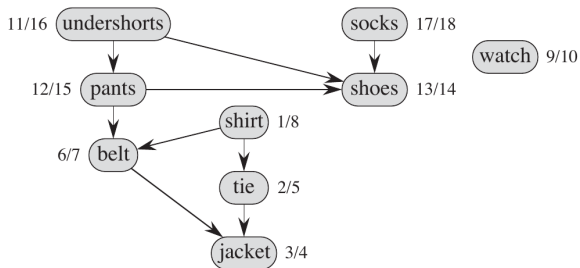 11/16 undershorts socks 17/18
watch 9/10
12/15 pants shoes 13/14
shirt 1/8
6/7 belt
tie 2/5
jacket 3/4